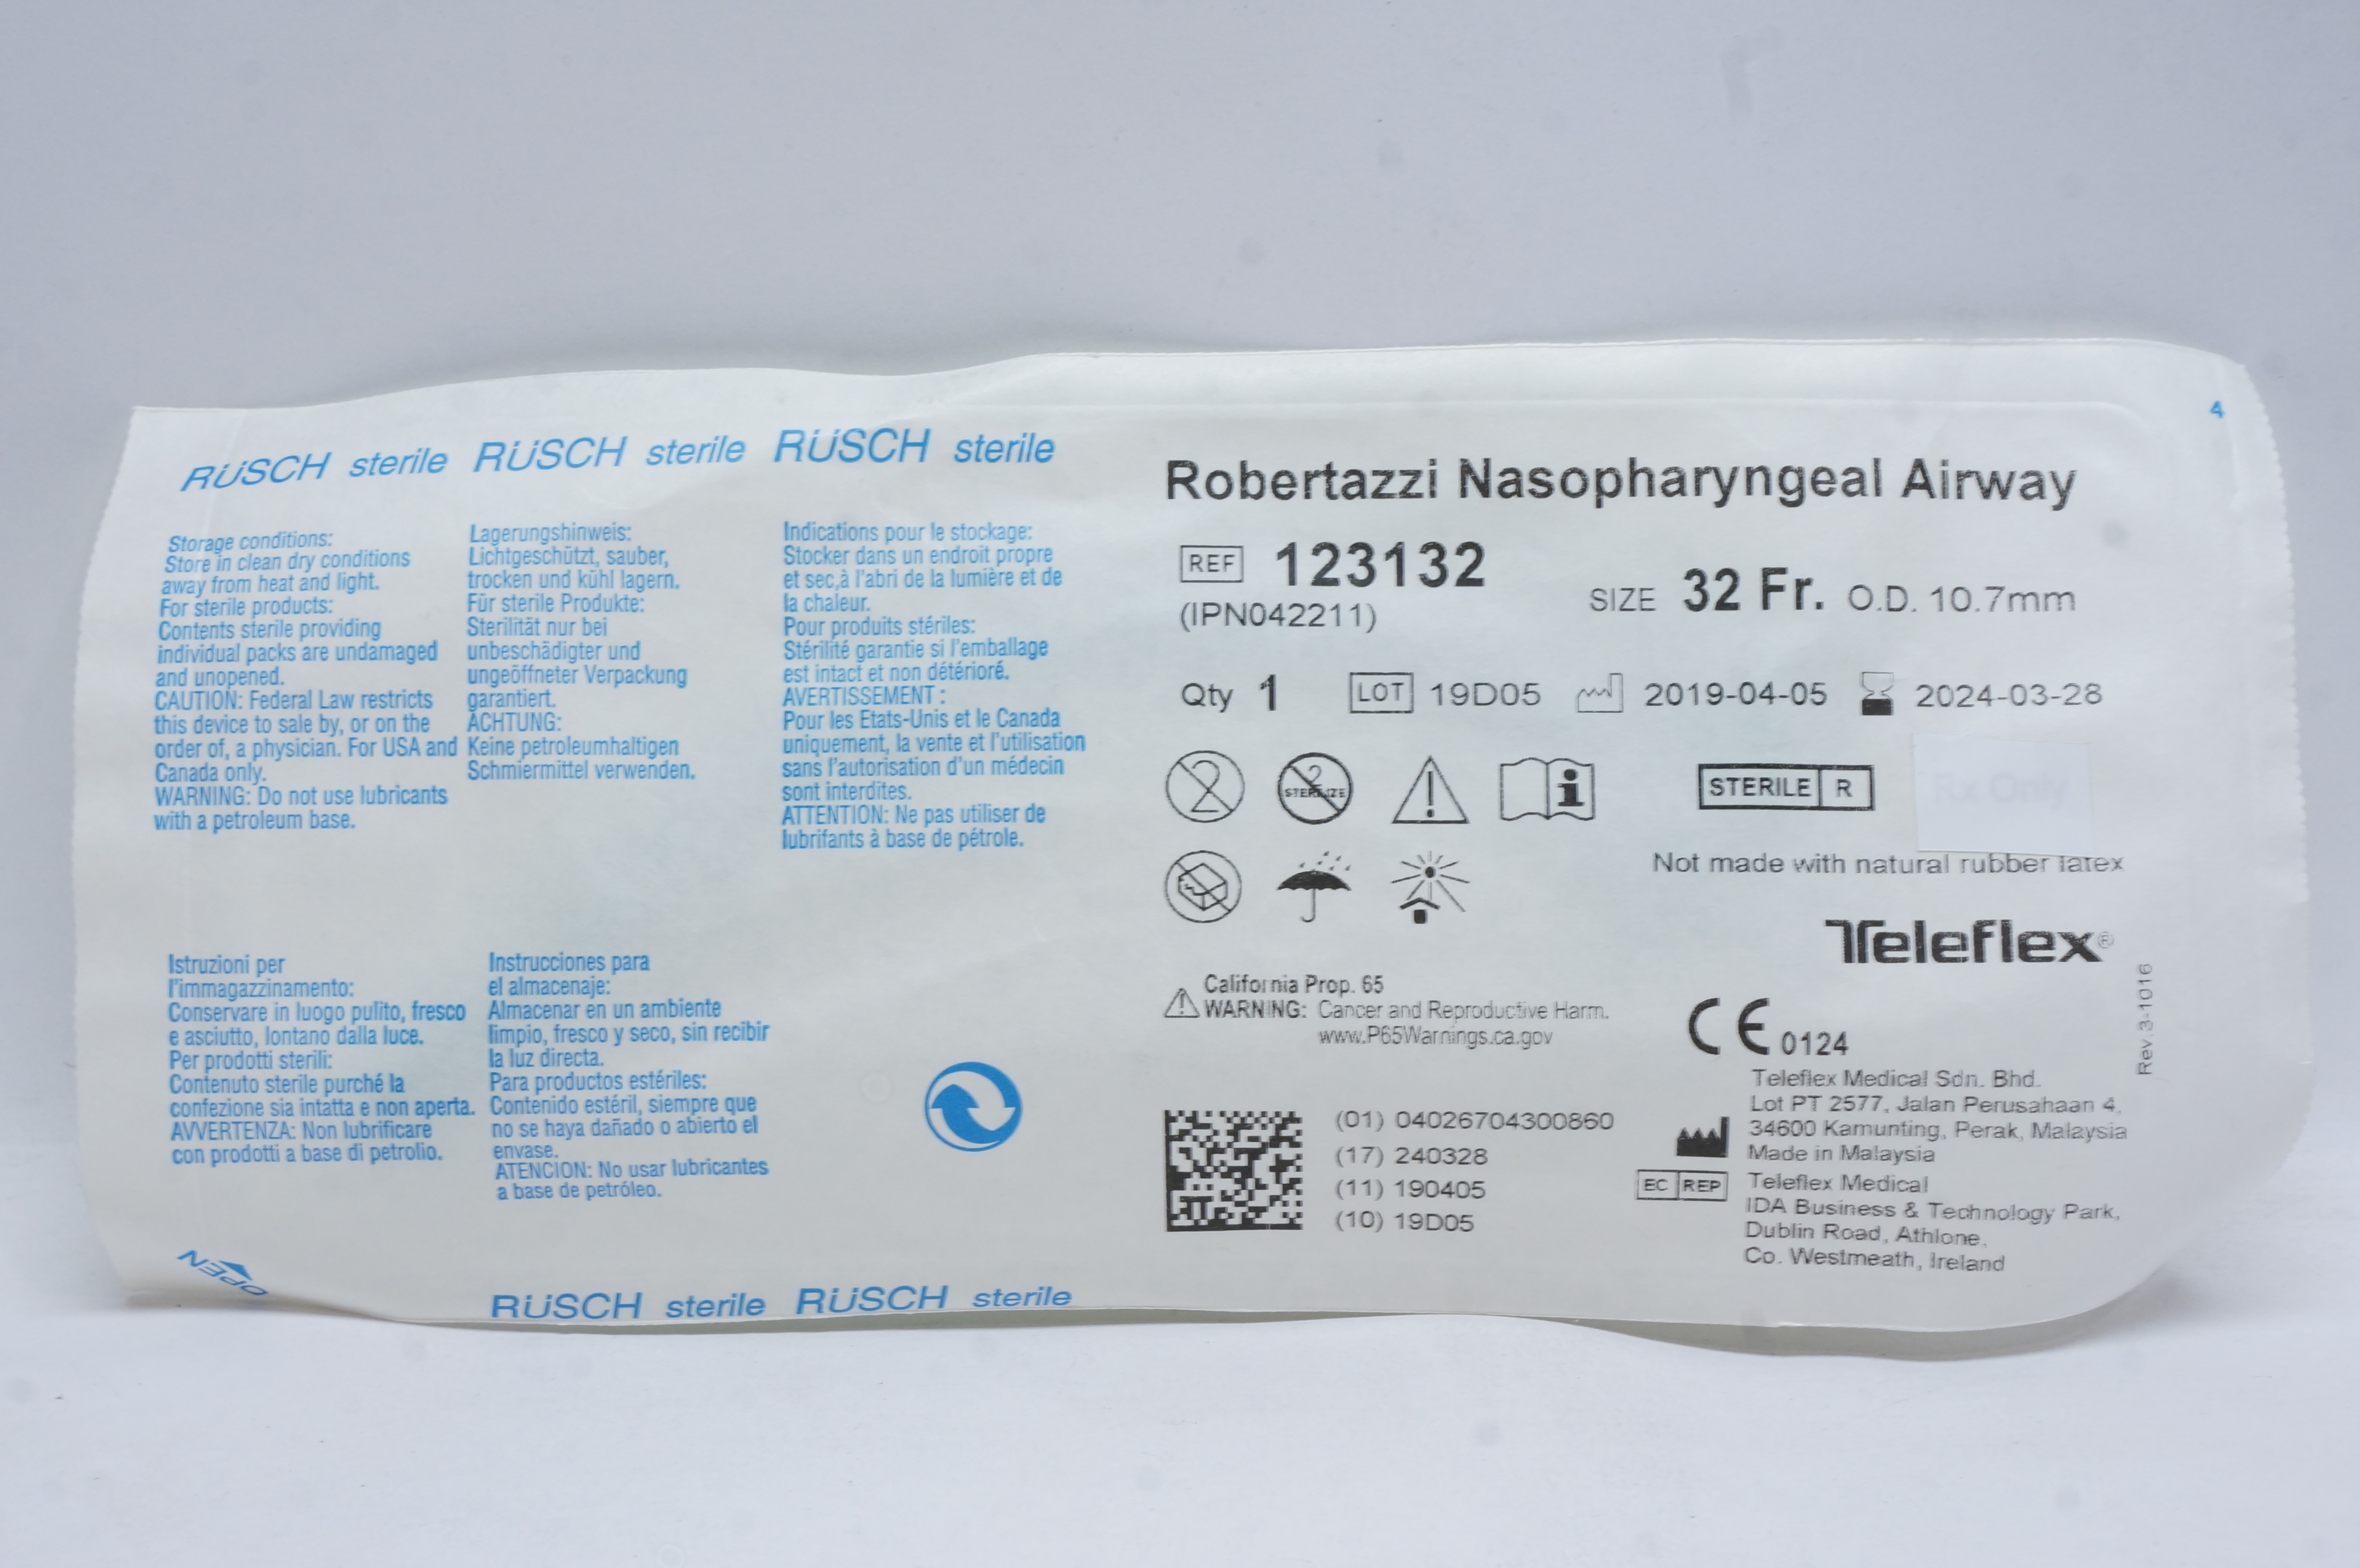 4
RÜSCH sterile RÜSCH sterile RÜSCH sterile
Storage conditions:
Store in clean dry conditions
away from heat and light.
For sterile products:
Contents sterile providing
individual packs are undamaged
and unopened.
CAUTION: Federal Law restricts
this device to sale by, or on the
order of, a physician. For USA and
Canada only.
WARNING: Do not use lubricants
with a petroleum base.
Lagerungshinweis:
Lichtgeschützt, sauber,
trocken und kühl lagern.
Für sterile Produkte:
Sterilität nur bei
unbeschädigter und
ungeöffneter Verpackung
garantiert.
ACHTUNG:
Keine petroleumhaltigen
Schmiermittel verwenden.
Indications pour le stockage:
Stocker dans un endroit propre
et sec,à l'abri de la lumière et de
la chaleur.
Pour produits stériles:
Stérilité garantie si l'emballage
est intact et non détérioré.
AVERTISSEMENT :
Pour les Etats-Unis et le Canada
uniquement, la vente et l'utilisation
sans l'autorisation d'un médecin
sont interdites.
ATTENTION: Ne pas utiliser de
lubrifants à base de pétrole.
Istruzioni per
l'immagazzinamento:
Conservare in luogo pulito, fresco
e asciutto, lontano dalla luce.
Per prodotti sterili:
Contenuto sterile purché la
confezione sia intatta e non aperta.
AVVERTENZA: Non lubrificare
con prodotti a base di petrolio.
Instrucciones para
el almacenaje:
Almacenar en un ambiente
limpio, fresco y seco, sin recibir
la luz directa.
Para productos estériles:
Contenido estéril, siempre que
no se haya dañado o abierto el
envase.
ATENCION: No usar lubricantes
a base de petróleo.
OPEN
RÜSCH sterile RÜSCH sterile
Robertazzi Nasopharyngeal Airway
REF 123132
(IPN042211)
SIZE 32 Fr. O.D. 10.7mm
Qty 1 LOT 19D05 2019-04-05 2024-03-28
2 2 STERILIZE STERILE R Rx Only
Not made with natural rubber latex
Teleflex®
California Prop. 65
WARNING: Cancer and Reproductive Harm.
www.P65Warnings.ca.gov
CE 0124
Rev.3-1016
(01) 04026704300860
(17) 240328
(11) 190405
(10) 19D05
Teleflex Medical Sdn. Bhd.
Lot PT 2577, Jalan Perusahaan 4,
34600 Kamunting, Perak, Malaysia
Made in Malaysia
EC REP Teleflex Medical
IDA Business & Technology Park,
Dublin Road, Athlone,
Co. Westmeath, Ireland